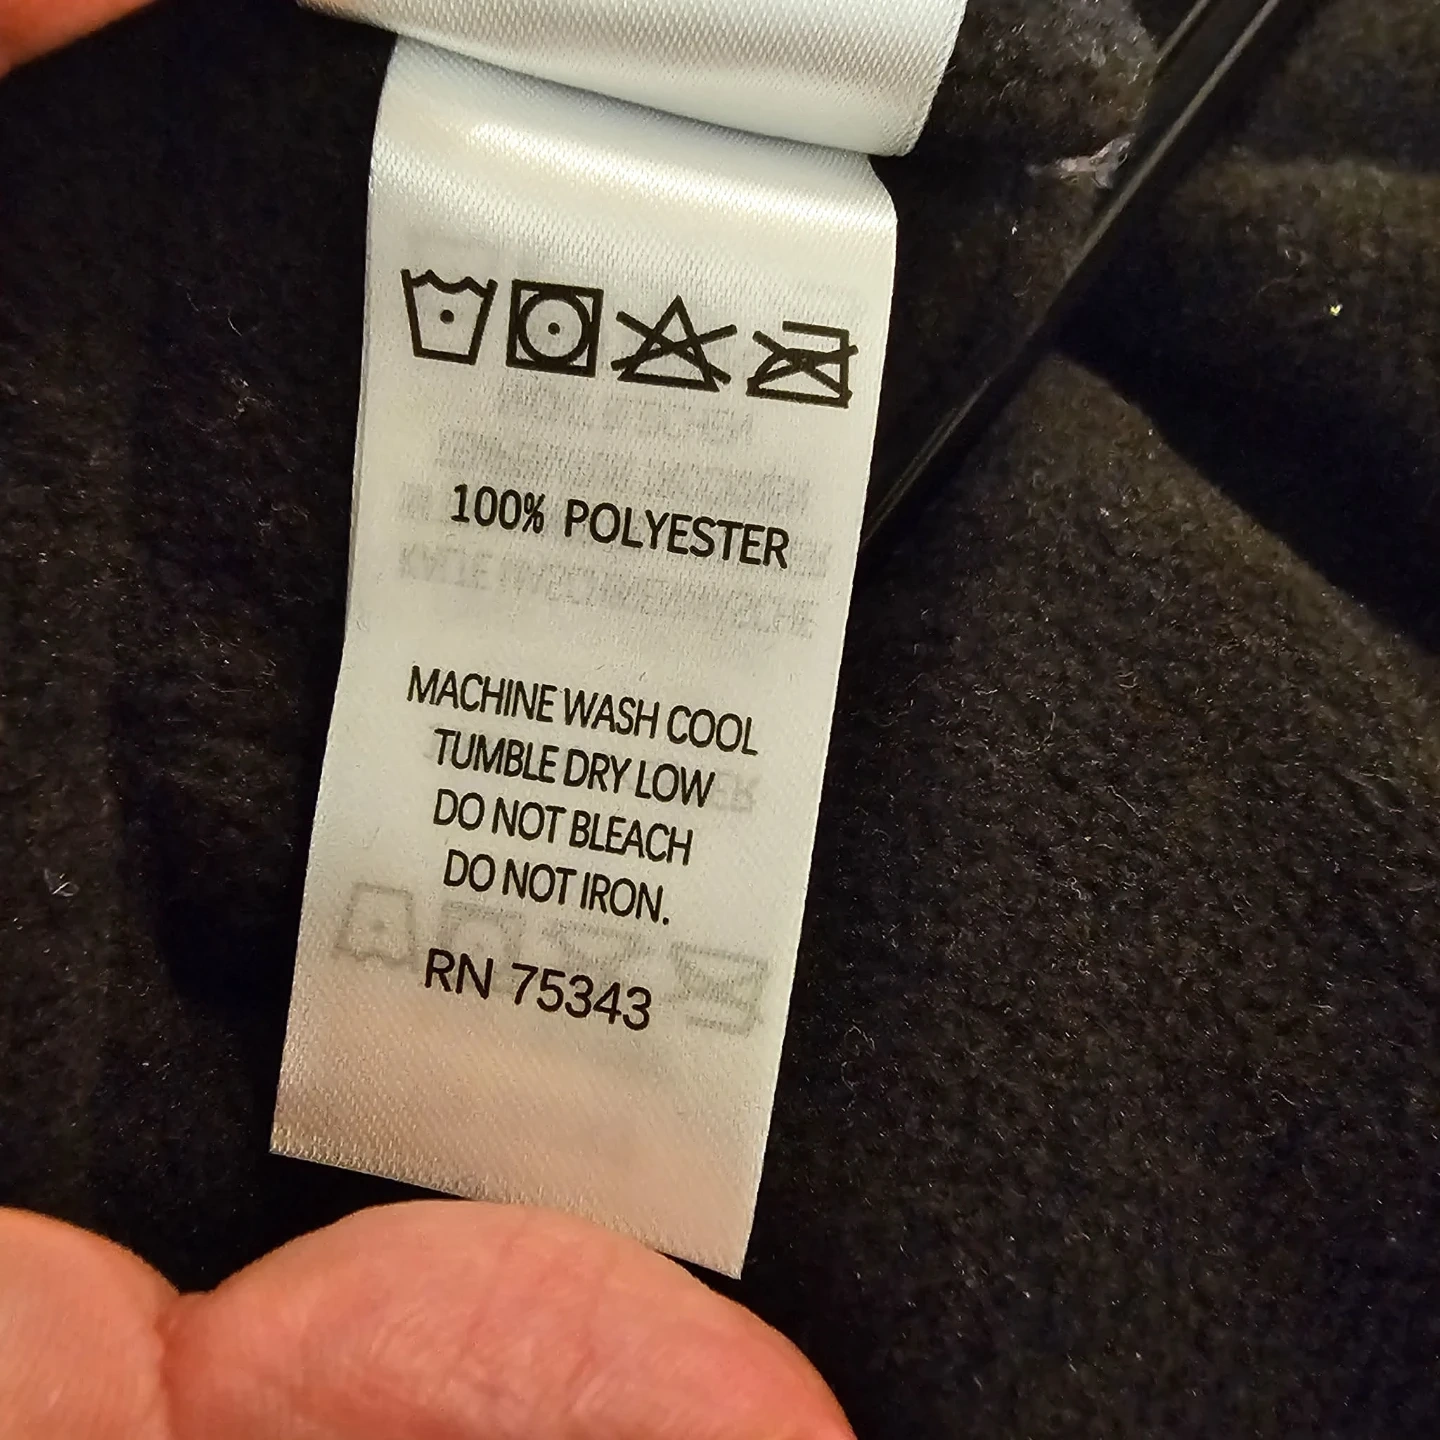 100% POLYESTER
MACHINE WASH COOL
TUMBLE DRY LOW
DO NOT BLEACH
DO NOT IRON.
RN 75343